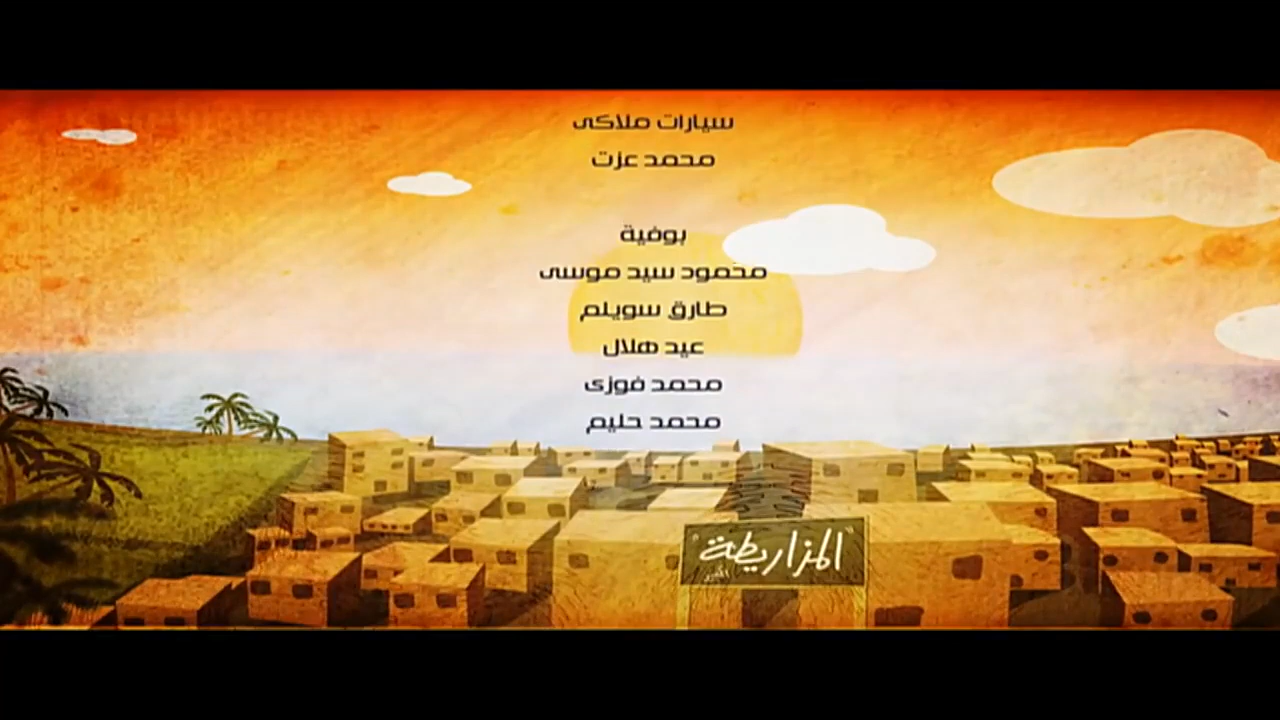 سيارات ملاكى
محمد عزت
بوفية
محمود سيد موسى
طارق سويلم
عيد هلال
محمد فوزى
محمد حليم
"المزاريطة"